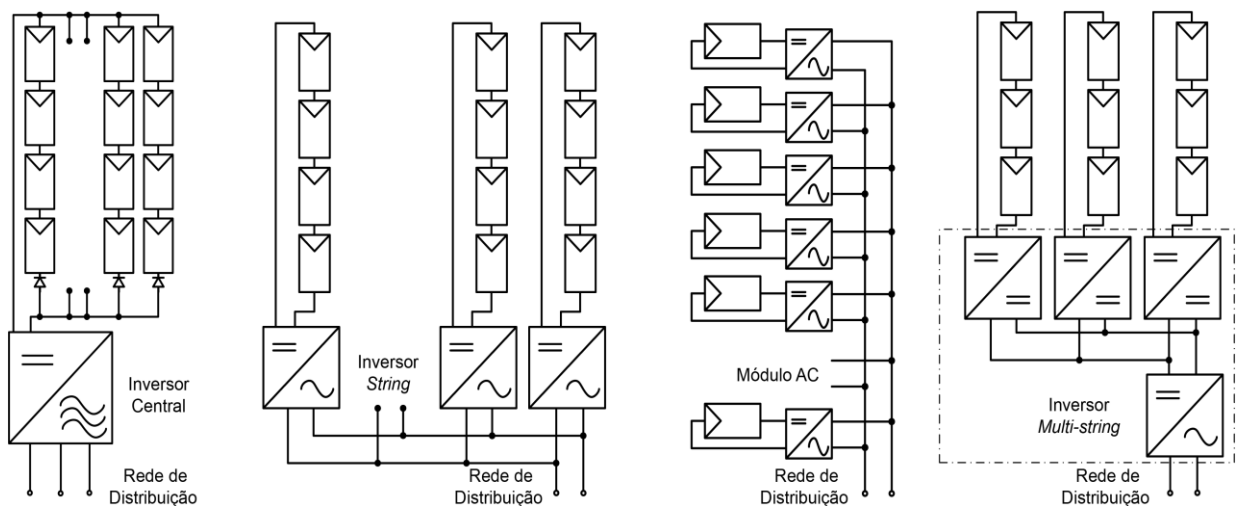 Inversor
Central
Rede de
Distribuição
Inversor
String
Rede de
Distribuição
Módulo AC
Rede de
Distribuição
Inversor
Multi-string
Rede de
Distribuição